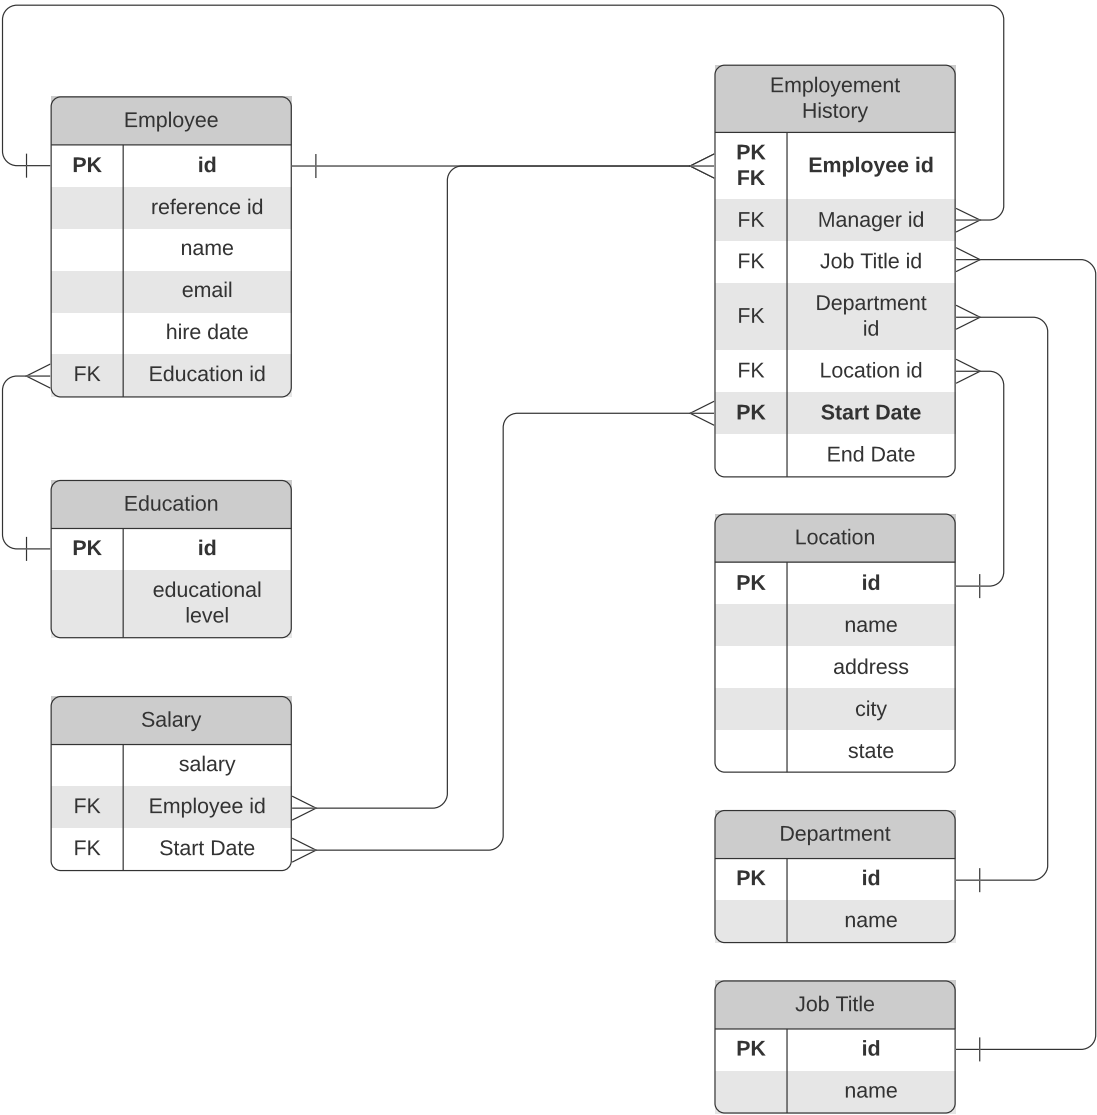 Employee
PK id
reference id
name
email
hire date
FK Education id
Education
PK id
educational
level
Salary
salary
FK Employee id
FK Start Date
Employement
History
PK
FK Employee id
FK Manager id
FK Job Title id
FK Department
id
FK Location id
PK Start Date
End Date
Location
PK id
name
address
city
state
Department
PK id
name
Job Title
PK id
name